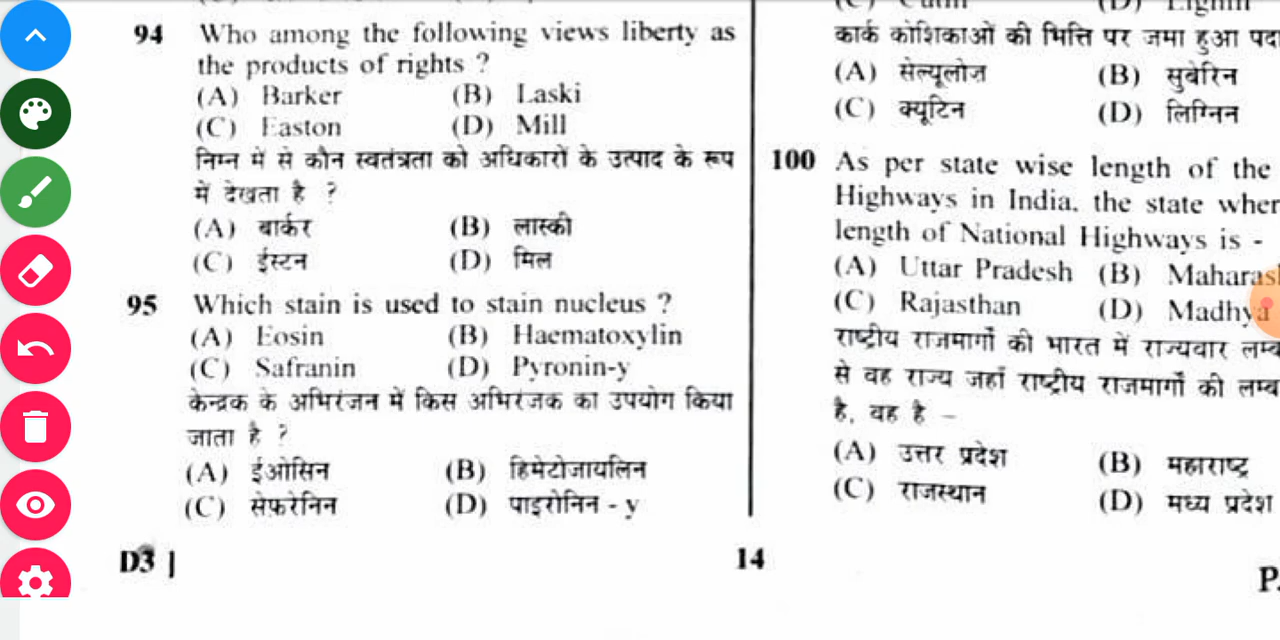 94 Who among the following views liberty as
the products of rights ?
(A) Barker (B) Laski
(C) Easton (D) Mill
निम्न में से कौन स्वतंत्रता को अधिकारों के उत्पाद के रूप
में देखता है ?
(A) बार्कर (B) लास्की
(C) ईस्टन (D) मिल
95 Which stain is used to stain nucleus ?
(A) Eosin (B) Haematoxylin
(C) Safranin (D) Pyronin-y
केन्द्रक के अभिरंजन में किस अभिरंजक का उपयोग किया
जाता है ?
(A) ईओसिन (B) हिमेटोजायलिन
(C) सेफ़रेनिन (D) पाइरोनिन - y
कार्क कोशिकाओं की भित्ति पर जमा हुआ
(A) सेल्यूलोज (B) सुबेरिन
(C) क्यूटिन (D) लिग्निन
100 As per state wise length of the
Highways in India, the state
length of National Highways is -
(A) Uttar Pradesh (B)
(C) Rajasthan (D) Madhya
राष्ट्रीय राजमार्गों की भारत में राज्यवार
से वह राज्य जहाँ राष्ट्रीय राजमार्गों की
है, वह है –
(A) उत्तर प्रदेश (B) महाराष्ट्र
(C) राजस्थान (D) मध्य प्रदेश
D3 ] 14